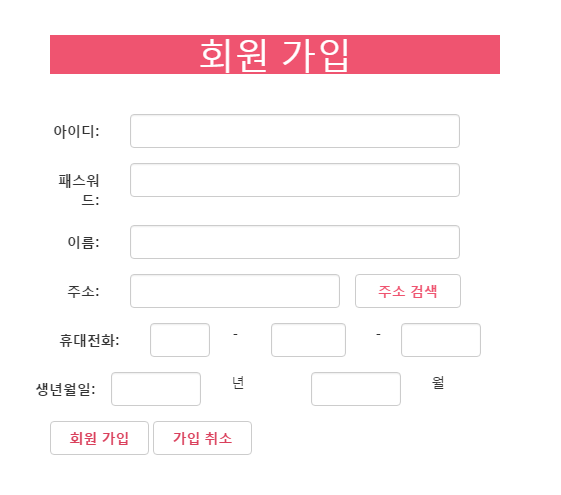 회원 가입
아이디:
패스워
드:
이름:
주소: 주소 검색
휴대전화: - -
생년월일: 년 월
회원 가입 가입 취소